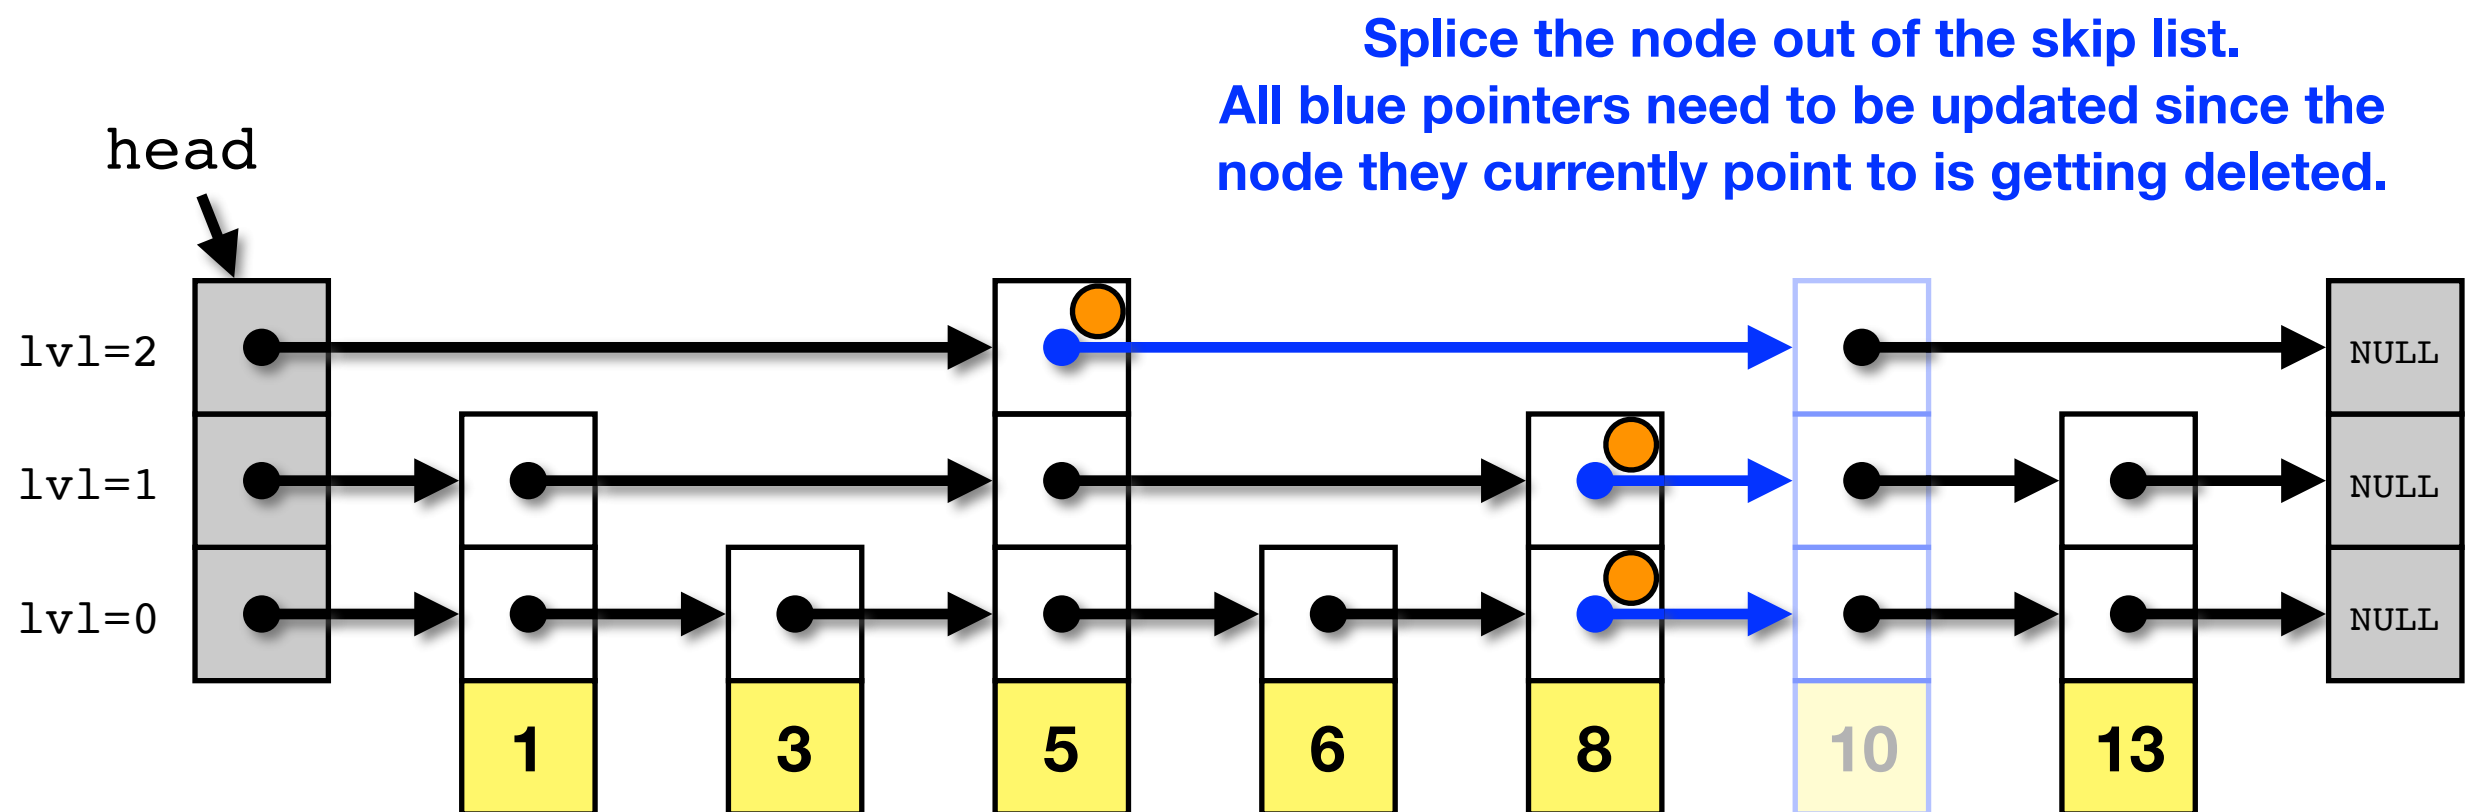 Splice the node out of the skip list.
All blue pointers need to be updated since the
node they currently point to is getting deleted.
head
lvl=2
NULL
lvl=1
NULL
lvl=0
NULL
1 3 5 6 8 10 13